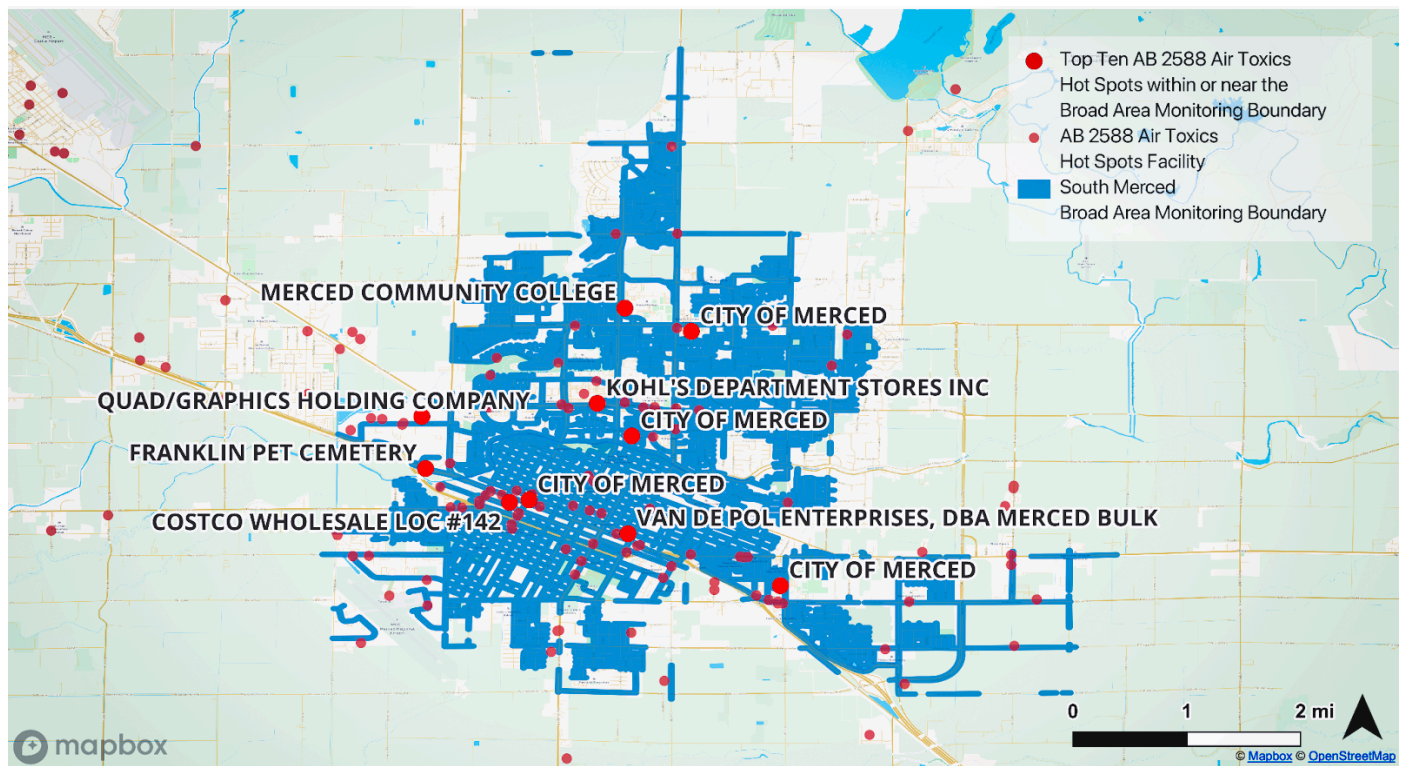 Top Ten AB 2588 Air Toxics
Hot Spots within or near the
Broad Area Monitoring Boundary
AB 2588 Air Toxics
Hot Spots Facility
South Merced
Broad Area Monitoring Boundary
MERCED COMMUNITY COLLEGE
CITY OF MERCED
KOHL'S DEPARTMENT STORES INC
QUAD/GRAPHICS HOLDING COMPANY
CITY OF MERCED
FRANKLIN PET CEMETERY
CITY OF MERCED
COSTCO WHOLESALE LOC #142
VAN DE POL ENTERPRISES, DBA MERCED BULK
CITY OF MERCED
0 1 2 mi
mapbox
© Mapbox © OpenStreetMap